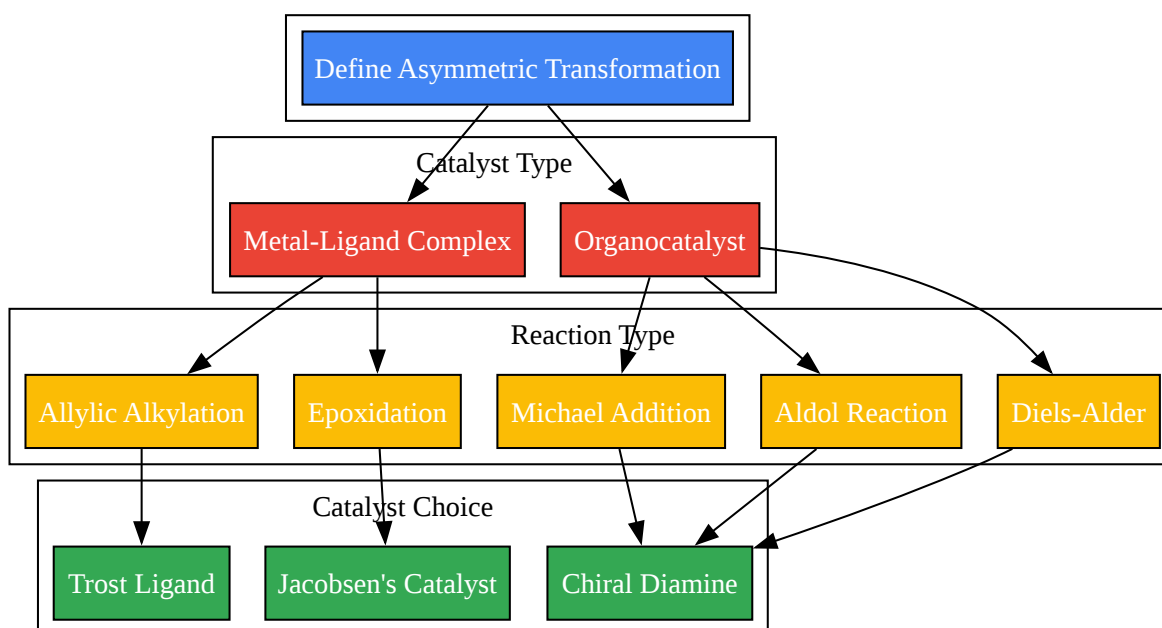 Define Asymmetric Transformation
Catalyst Type
Metal-Ligand Complex
Organocatalyst
Reaction Type
Allylic Alkylation
Epoxidation
Michael Addition
Aldol Reaction
Diels-Alder
Catalyst Choice
Trost Ligand
Jacobsen's Catalyst
Chiral Diamine